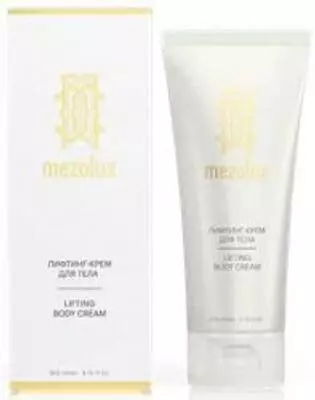 mezolux
ЛИФТИНГ-КРЕМ
ДЛЯ ТЕЛА
LIFTING
BODY CREAM
mezolux
ЛИФТИНГ-КРЕМ
ДЛЯ ТЕЛА
LIFTING
BODY CREAM